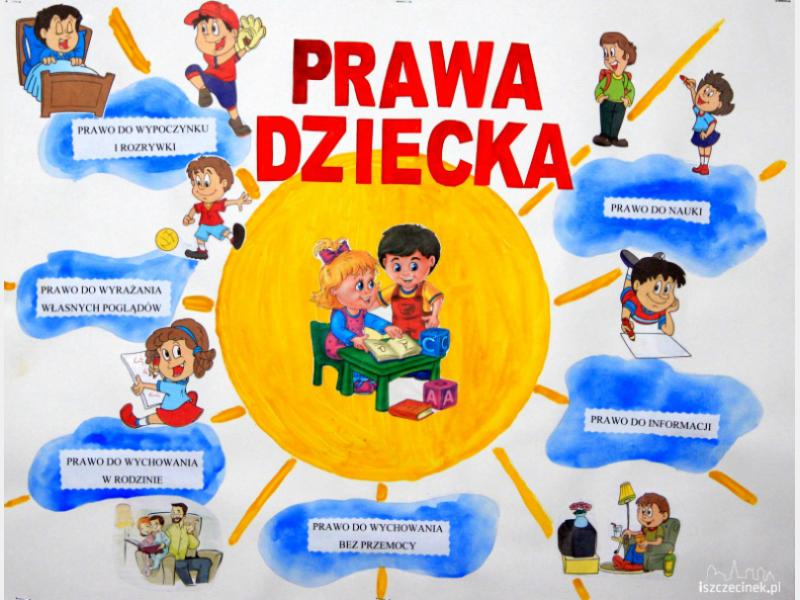 PRAWA
DZIECKA
PRAWO DO WYPOCZYNKU
I ROZRYWKI
PRAWO DO NAUKI
PRAWO DO WYRAŻANIA
WŁASNYCH POGLĄDÓW
C C
A A
PRAWO DO INFORMACJI
PRAWO DO WYCHOWANIA
W RODZINIE
PRAWO DO WYCHOWANIA
BEZ PRZEMOCY
iszczecinek.pl